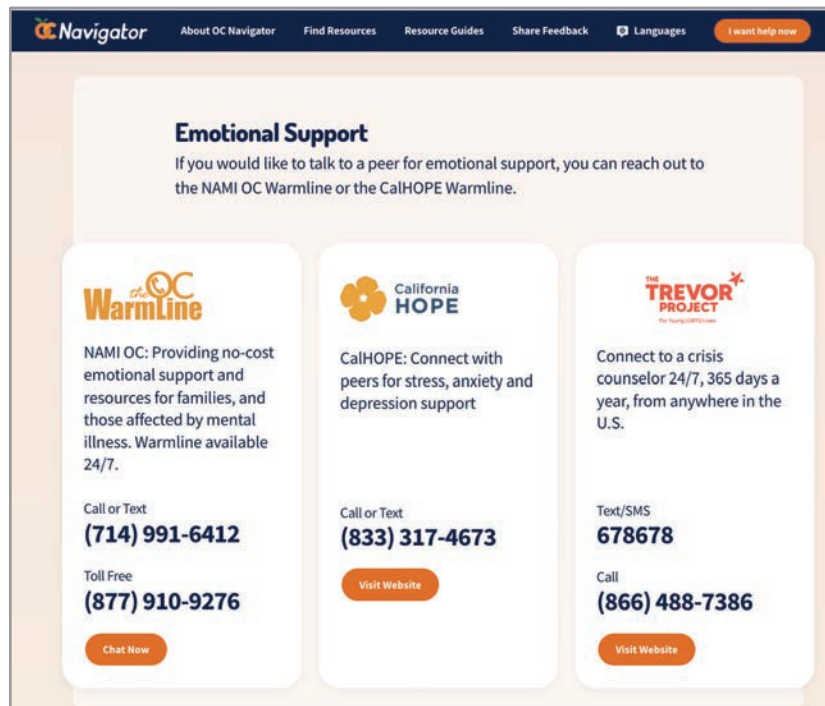 OC Navigator
About OC Navigator
Find Resources
Resource Guides
Share Feedback
Languages
I want help now
Emotional Support
If you would like to talk to a peer for emotional support, you can reach out to
the NAMI OC Warmline or the CalHOPE Warmline.
the OC
WarmLine
NAMI OC: Providing no-cost
emotional support and
resources for families, and
those affected by mental
illness. Warmline available
24/7.
Call or Text
(714) 991-6412
Toll Free
(877) 910-9276
Chat Now
California
HOPE
CalHOPE: Connect with
peers for stress, anxiety and
depression support
Call or Text
(833) 317-4673
Visit Website
THE
TREVOR
PROJECT
For Young LGBTQ Lives
Connect to a crisis
counselor 24/7, 365 days a
year, from anywhere in the
U.S.
Text/SMS
678678
Call
(866) 488-7386
Visit Website